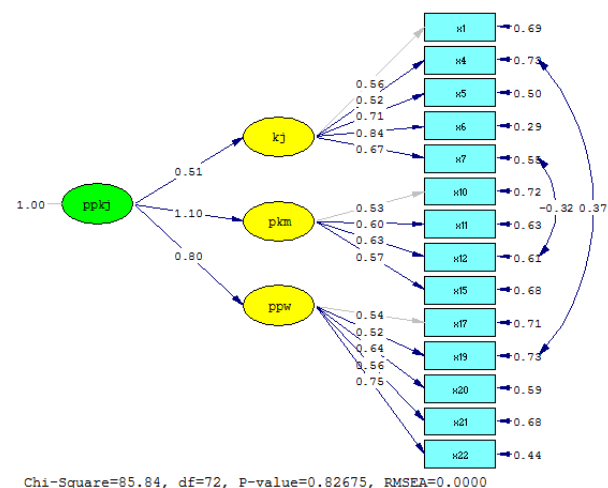 x1
0.69
x4
0.73
0.56
0.52
x5
0.50
0.71
kj
0.84
x6
0.29
0.67
x7
0.55
0.51
x10
0.72
1.00
ppkj
1.10
pkm
0.53
-0.32
0.37
0.60
x11
0.63
0.63
x12
0.61
0.80
0.57
x15
0.68
ppw
0.54
x17
0.71
0.52
0.64
x19
0.73
0.56
0.75
x20
0.59
x21
0.68
x22
0.44
Chi-Square=85.84, df=72, P-value=0.82675, RMSEA=0.0000